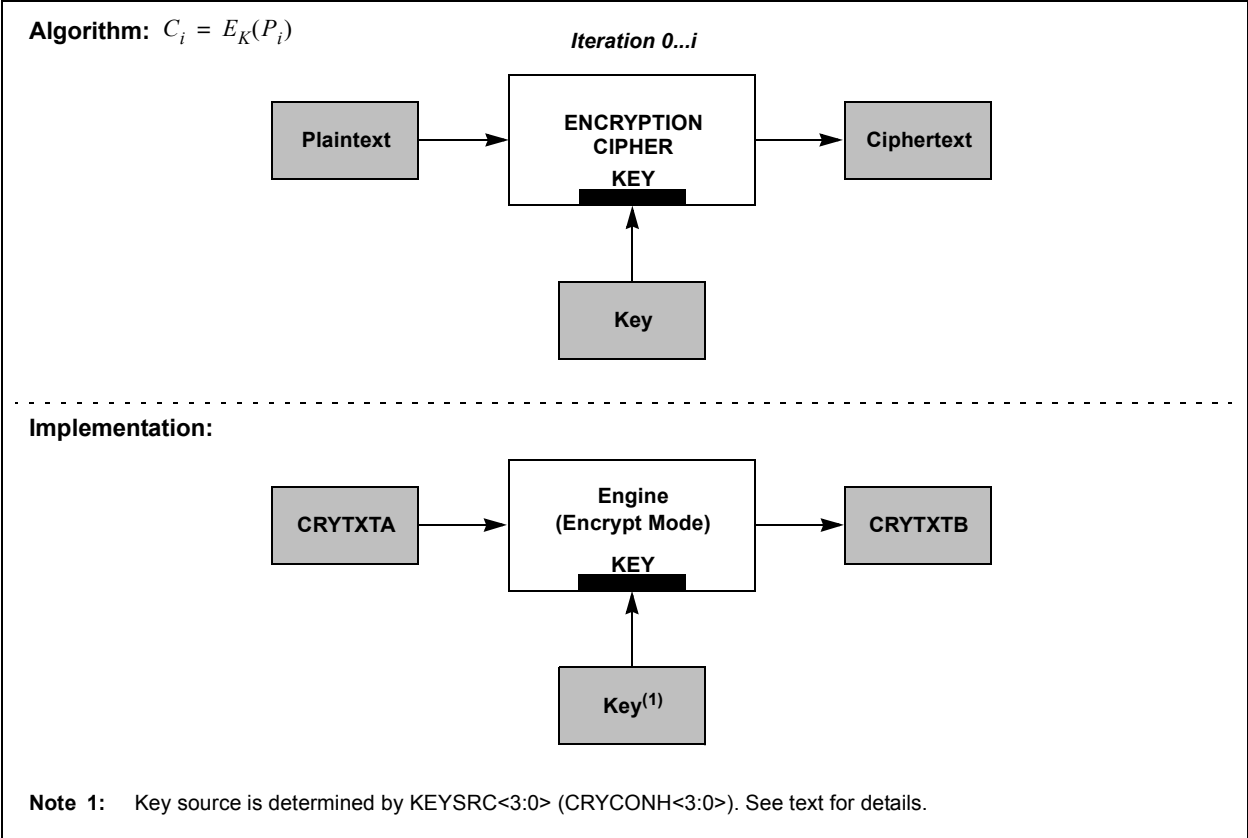 Algorithm: C_i = E_K(P_i)
Iteration 0...i
Plaintext
ENCRYPTION
CIPHER
KEY
Ciphertext
Key
Implementation:
CRYTXTA
Engine
(Encrypt Mode)
KEY
CRYTXTB
Key(1)
Note 1: Key source is determined by KEYSRC<3:0> (CRYCONH<3:0>). See text for details.